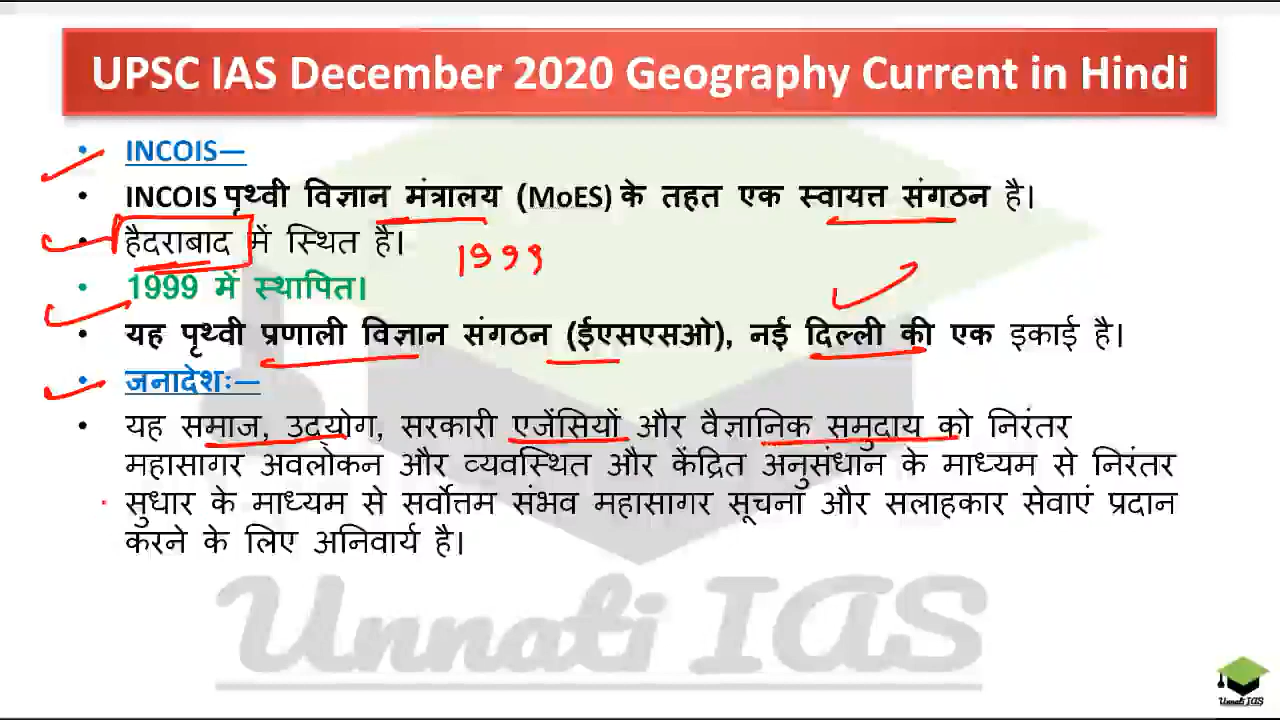 UPSC IAS December 2020 Geography Current in Hindi
• INCOIS—
• INCOIS पृथ्वी विज्ञान मंत्रालय (MoES) के तहत एक स्वायत्त संगठन है।
• हैदराबाद में स्थित है।
1999
• 1999 में स्थापित।
• यह पृथ्वी प्रणाली विज्ञान संगठन (ईएसएसओ), नई दिल्ली की एक इकाई है।
• जनादेशः—
• यह समाज, उद्योग, सरकारी एजेंसियों और वैज्ञानिक समुदाय को निरंतर
महासागर अवलोकन और व्यवस्थित और केंद्रित अनुसंधान के माध्यम से निरंतर
सुधार के माध्यम से सर्वोत्तम संभव महासागर सूचना और सलाहकार सेवाएं प्रदान
करने के लिए अनिवार्य है।
Unnati IAS
Unnati IAS